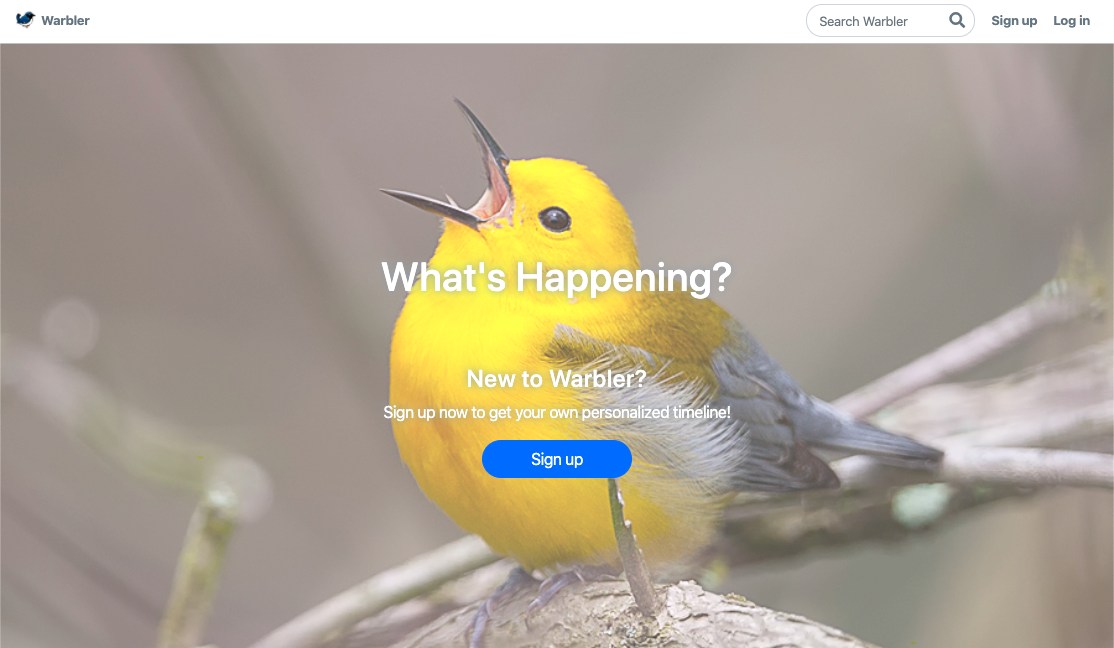 Warbler
Search Warbler
Sign up
Log in
What's Happening?
New to Warbler?
Sign up now to get your own personalized timeline!
Sign up